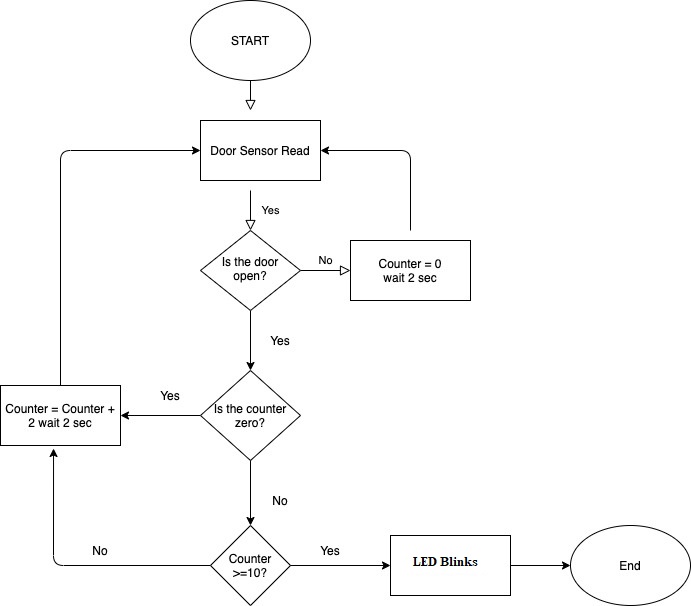 START
Door Sensor Read
Yes
Is the door
open?
No
Counter = 0
wait 2 sec
Yes
Is the counter
zero?
Yes
Counter = Counter +
2 wait 2 sec
No
Counter
>=10?
No
Yes
LED Blinks
End